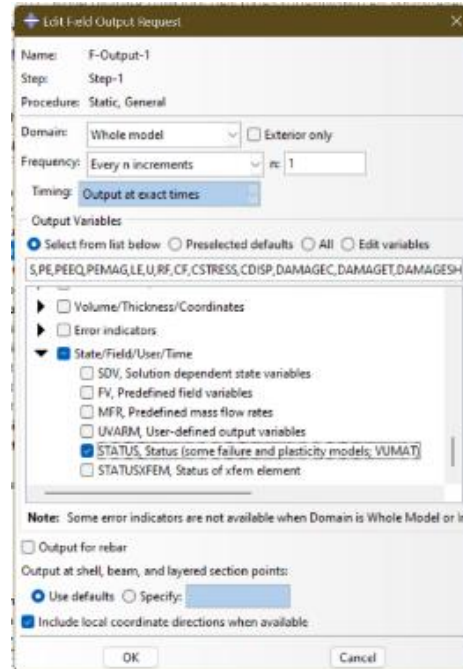 Edit Field Output Request
Name: F-Output-1
Step: Step-1
Procedure: Static, General
Domain: Whole model Exterior only
Frequency: Every n increments n: 1
Timing: Output at exact times
Output Variables
Select from list below Preselected defaults All Edit variables
S,PE,PEEQ,PEMAG,LE,U,RF,CF,CSTRESS,CDISP,DAMAGEC,DAMAGET,DAMAGESH
Volume/Thickness/Coordinates
Error indicators
State/Field/User/Time
SDV, Solution dependent state variables
FV, Predefined field variables
MFR, Predefined mass flow rates
UVARM, User-defined output variables
STATUS, Status (some failure and plasticity models; VUMAT)
STATUSXFEM, Status of xfem element
Note: Some error indicators are not available when Domain is Whole Model or
Output for rebar
Output at shell, beam, and layered section points:
Use defaults Specify:
Include local coordinate directions when available
OK Cancel